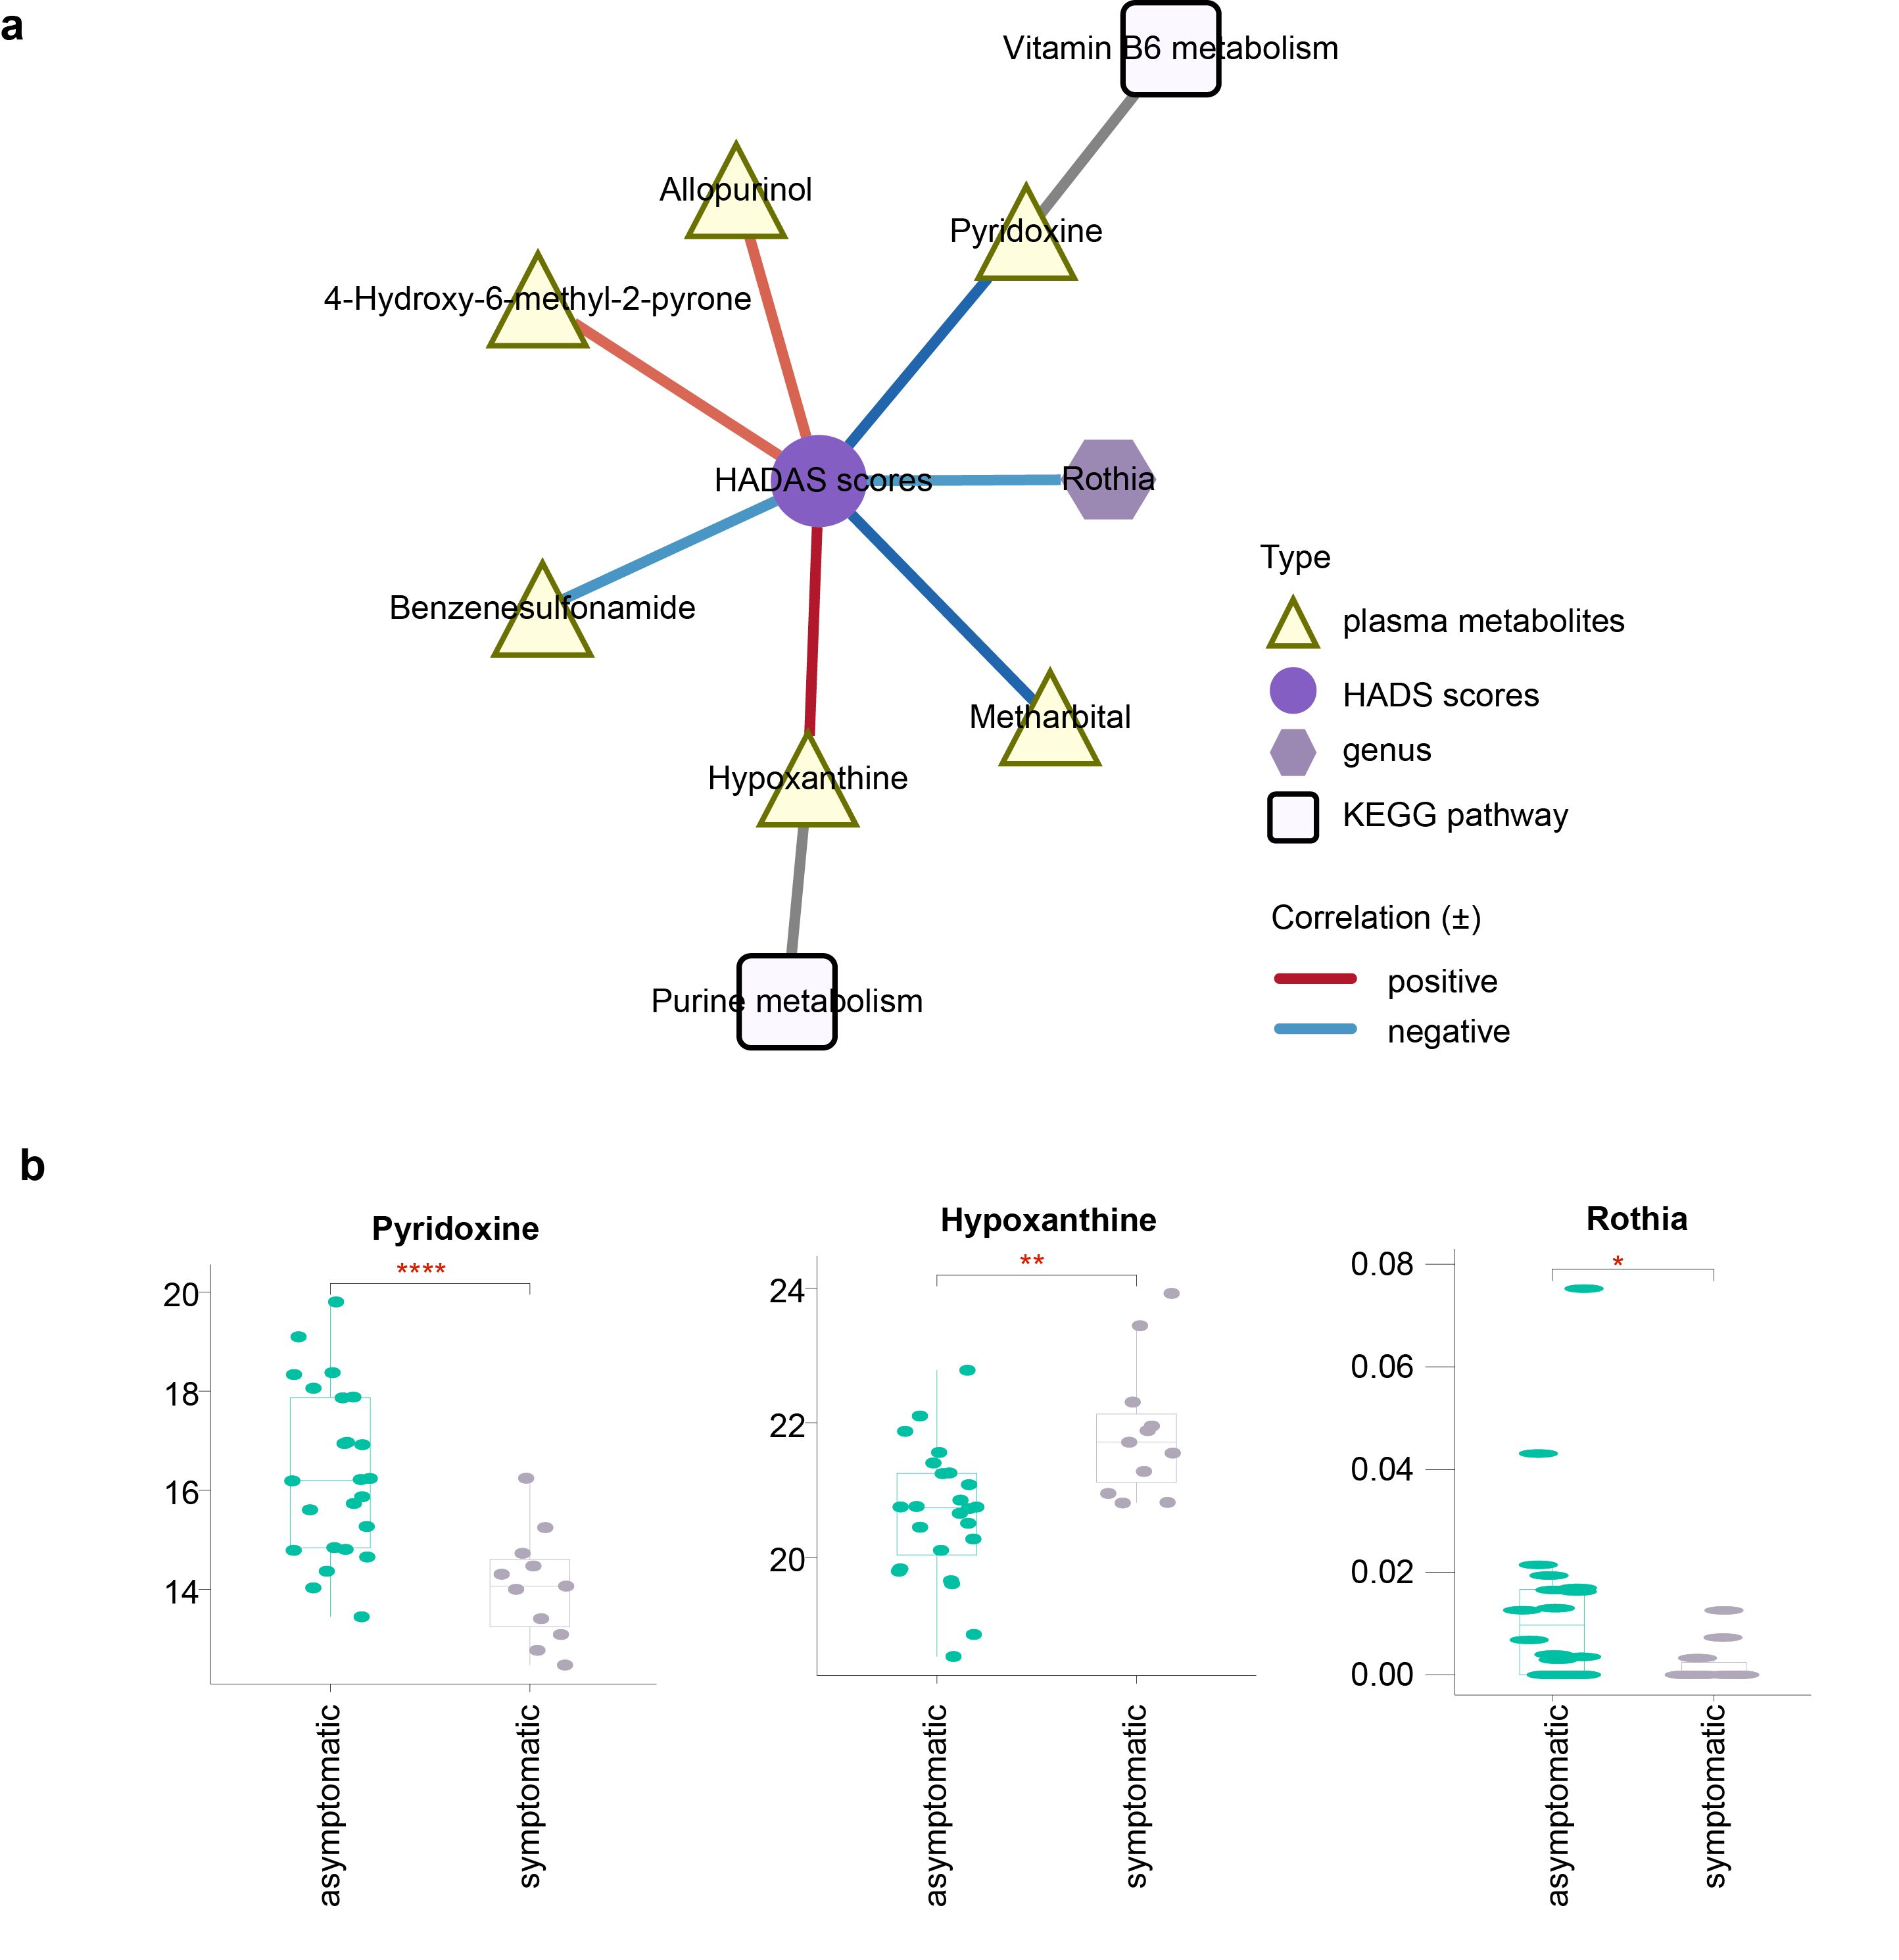 a
Vitamin B6 metabolism
Allopurinol
Pyridoxine
4-Hydroxy-6-methyl-2-pyrone
HADAS scores
Rothia
Benzenesulfonamide
Metharbital
Hypoxanthine
Purine metabolism
Type
plasma metabolites
HADS scores
genus
KEGG pathway
Correlation (±)
positive
negative
b
Pyridoxine
****
20
18
16
14
asymptomatic
symptomatic
Hypoxanthine
**
24
22
20
asymptomatic
symptomatic
Rothia
*
0.08
0.06
0.04
0.02
0.00
asymptomatic
symptomatic